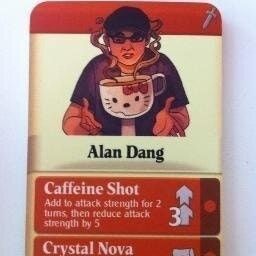 Alan Dang
Caffeine Shot
Add to attack strength for 2
turns, then reduce attack
strength by 5
3
Crystal Nova